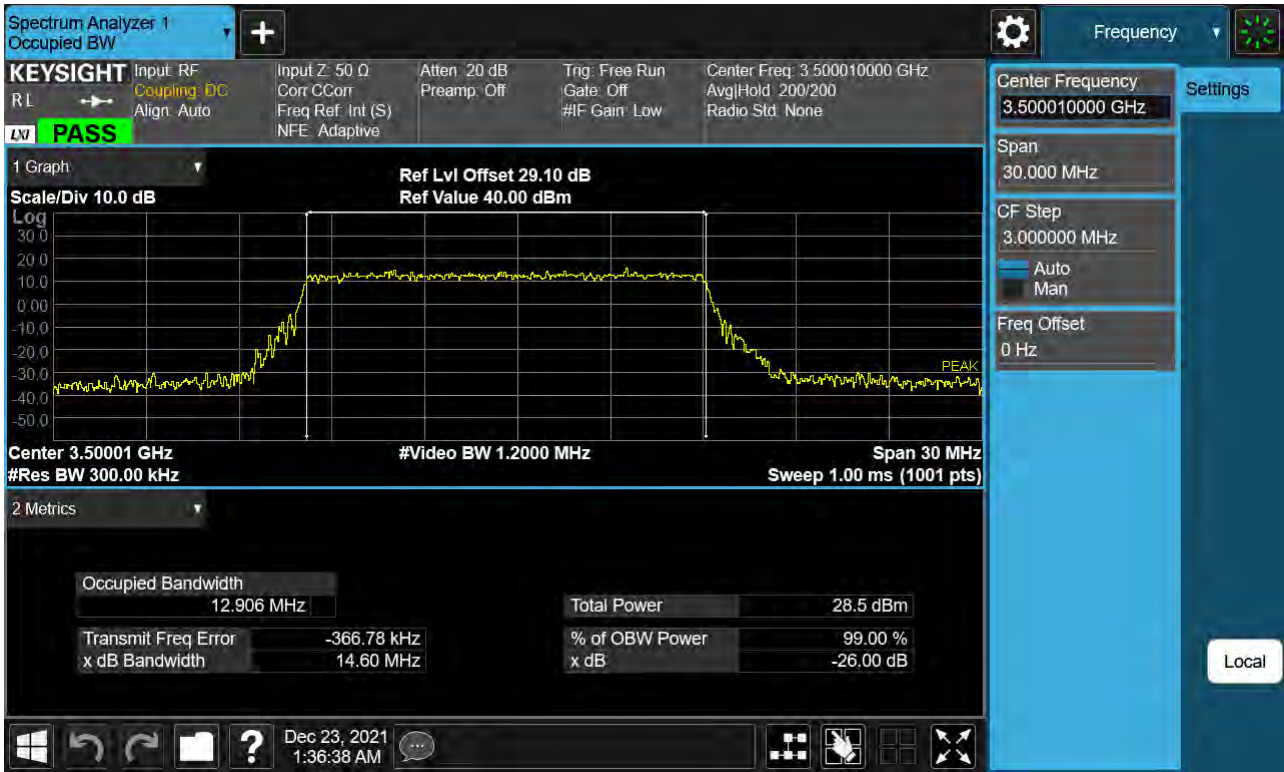 Spectrum Analyzer 1
Occupied BW
+
Frequency
KEYSIGHT
RL
LXI PASS
Input: RF
Coupling: DC
Align: Auto
Input Z: 50 Ω
Corr CCorr
Freq Ref: Int (S)
NFE: Adaptive
Atten: 20 dB
Preamp: Off
Trig: Free Run
Gate: Off
#IF Gain: Low
Center Freq: 3.500010000 GHz
Avg|Hold: 200/200
Radio Std: None
Center Frequency
3.500010000 GHz
Settings
Span
30.000 MHz
CF Step
3.000000 MHz
Auto
Man
Freq Offset
0 Hz
1 Graph
Scale/Div 10.0 dB
Ref Lvl Offset 29.10 dB
Ref Value 40.00 dBm
Log
30.0
20.0
10.0
0.00
-10.0
-20.0
-30.0
-40.0
-50.0
PEAK
Center 3.50001 GHz
#Video BW 1.2000 MHz
Span 30 MHz
#Res BW 300.00 kHz
Sweep 1.00 ms (1001 pts)
2 Metrics
Occupied Bandwidth
12.906 MHz
Total Power 28.5 dBm
Transmit Freq Error -366.78 kHz
% of OBW Power 99.00 %
x dB Bandwidth 14.60 MHz
x dB -26.00 dB
Local
?
Dec 23, 2021
1:36:38 AM